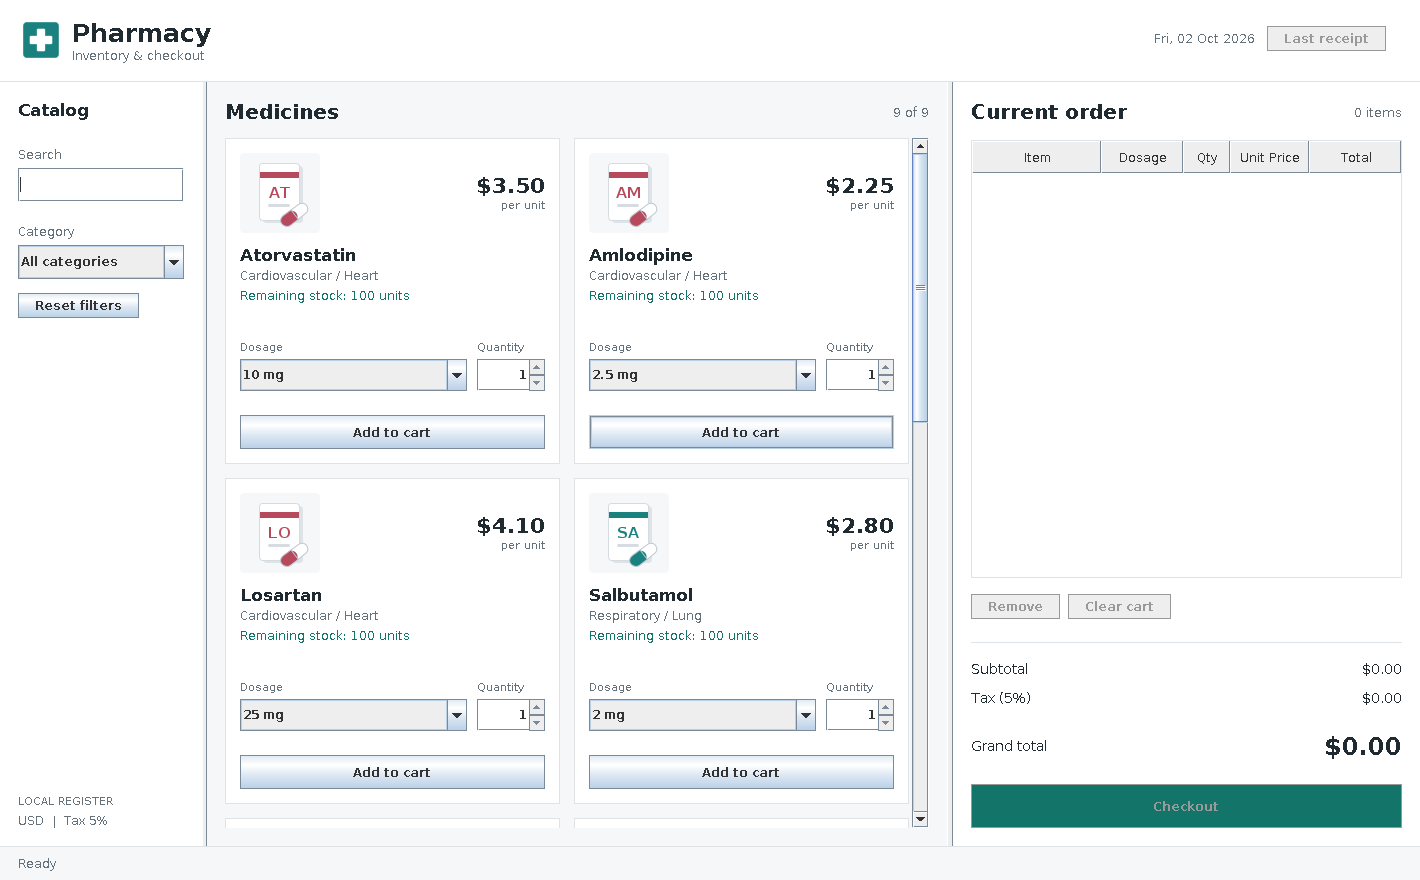 Pharmacy
Inventory & checkout
Fri, 02 Oct 2026
Last receipt
Catalog
Search
Category
All categories
Reset filters
LOCAL REGISTER
USD | Tax 5%
Medicines
9 of 9
AT
$3.50
per unit
Atorvastatin
Cardiovascular / Heart
Remaining stock: 100 units
Dosage Quantity
10 mg 1
Add to cart
AM
$2.25
per unit
Amlodipine
Cardiovascular / Heart
Remaining stock: 100 units
Dosage Quantity
2.5 mg 1
Add to cart
LO
$4.10
per unit
Losartan
Cardiovascular / Heart
Remaining stock: 100 units
Dosage Quantity
25 mg 1
Add to cart
SA
$2.80
per unit
Salbutamol
Respiratory / Lung
Remaining stock: 100 units
Dosage Quantity
2 mg 1
Add to cart
Current order
0 items
Item Dosage Qty Unit Price Total
Remove Clear cart
Subtotal $0.00
Tax (5%) $0.00
Grand total $0.00
Checkout
Ready